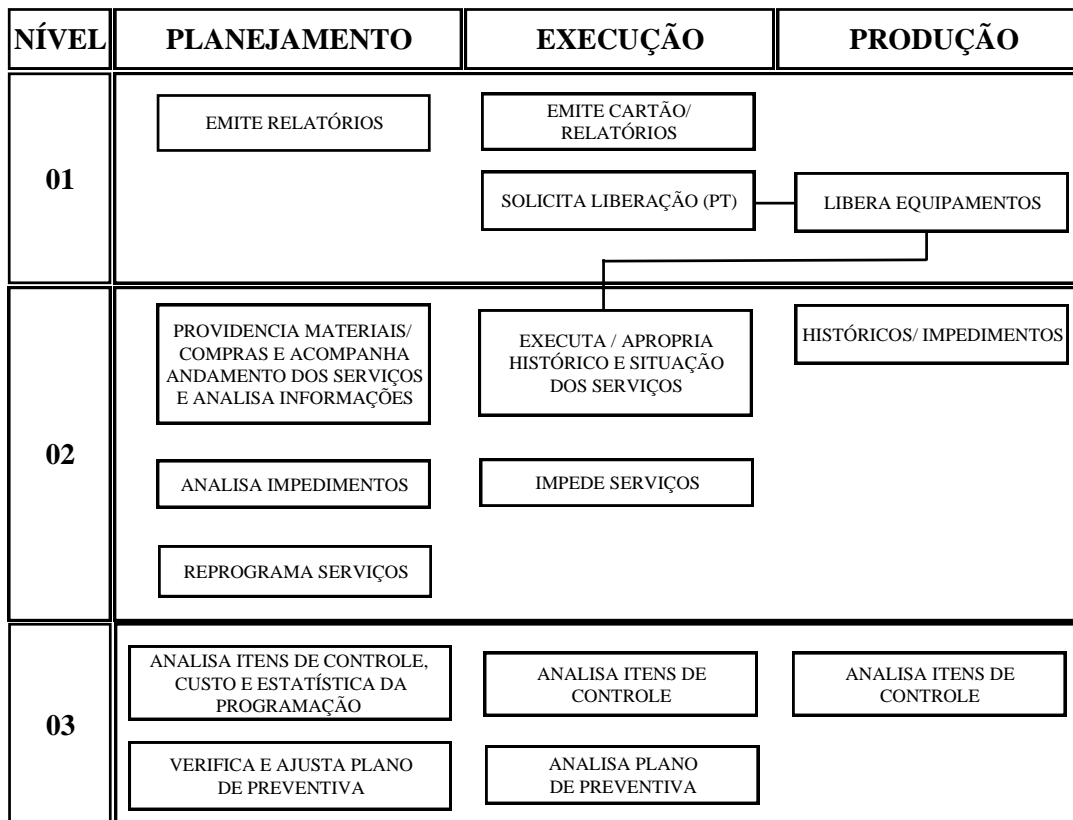 NÍVEL
PLANEJAMENTO
EXECUÇÃO
PRODUÇÃO
01
EMITE RELATÓRIOS
EMITE CARTÃO/
RELATÓRIOS
SOLICITA LIBERAÇÃO (PT)
LIBERA EQUIPAMENTOS
02
PROVIDENCIA MATERIAIS/
COMPRAS E ACOMPANHA
ANDAMENTO DOS SERVIÇOS
E ANALISA INFORMAÇÕES
EXECUTA / APROPRIA
HISTÓRICO E SITUAÇÃO
DOS SERVIÇOS
HISTÓRICOS/ IMPEDIMENTOS
ANALISA IMPEDIMENTOS
IMPEDE SERVIÇOS
REPROGRAMA SERVIÇOS
03
ANALISA ITENS DE CONTROLE,
CUSTO E ESTATÍSTICA DA
PROGRAMAÇÃO
ANALISA ITENS DE
CONTROLE
ANALISA ITENS DE
CONTROLE
VERIFICA E AJUSTA PLANO
DE PREVENTIVA
ANALISA PLANO
DE PREVENTIVA